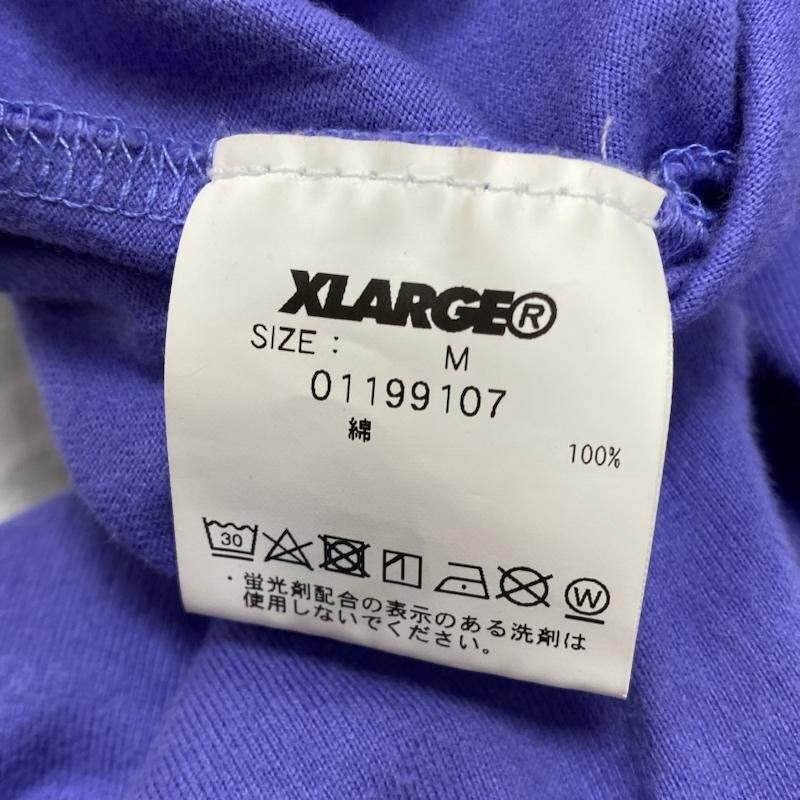 XLARGE®
SIZE : M
01199107
綿 100%
30 W
・蛍光剤配合の表示のある洗剤は
使用しないでください。